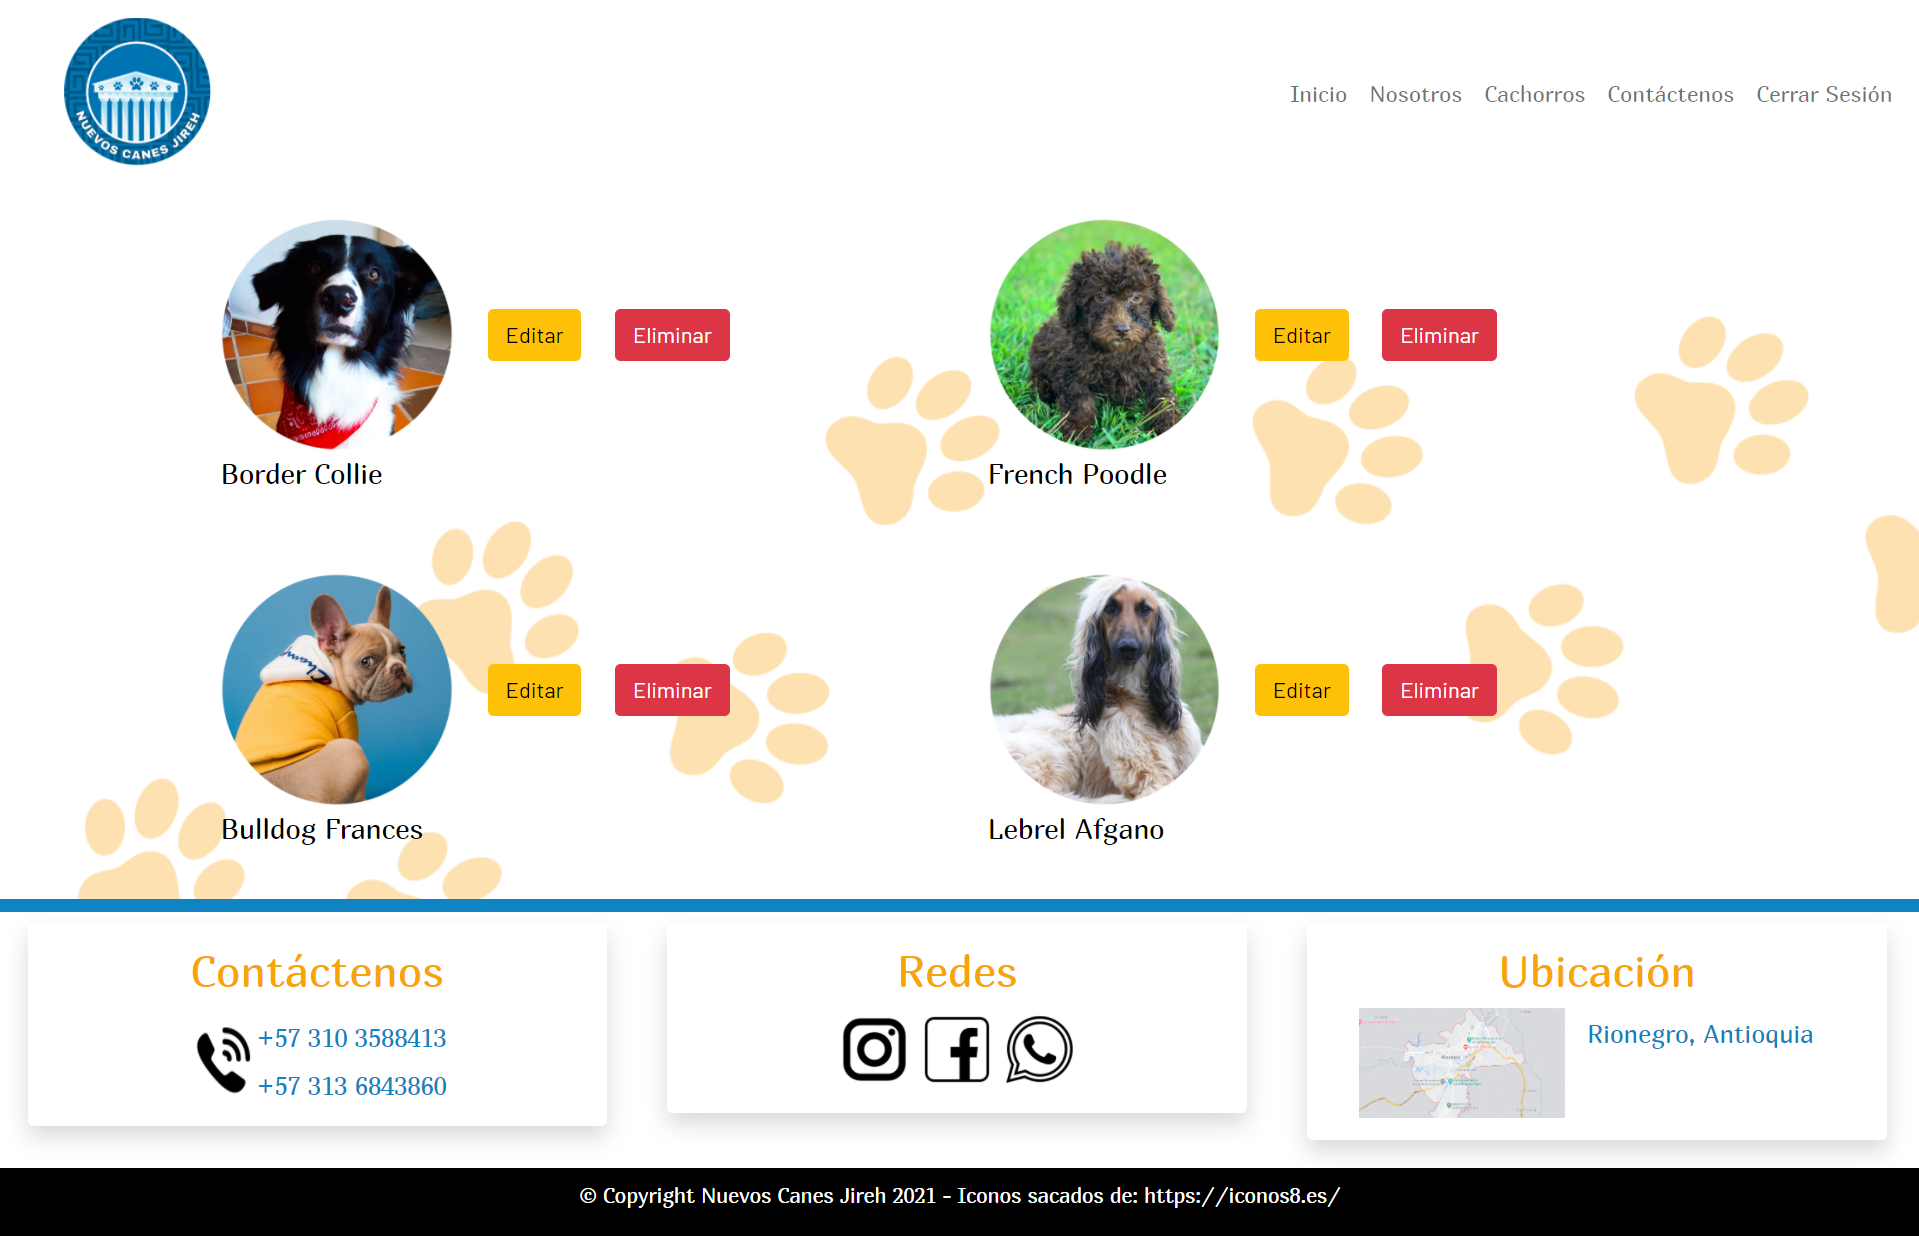 NUEVOS CANES JIREH
Inicio Nosotros Cachorros Contáctenos Cerrar Sesión
Editar Eliminar
Border Collie
Editar Eliminar
French Poodle
Editar Eliminar
Bulldog Frances
Editar Eliminar
Lebrel Afgano
Contáctenos
+57 310 3588413
+57 313 6843860
Redes
Ubicación
Rionegro, Antioquia
© Copyright Nuevos Canes Jireh 2021 - Iconos sacados de: https://iconos8.es/